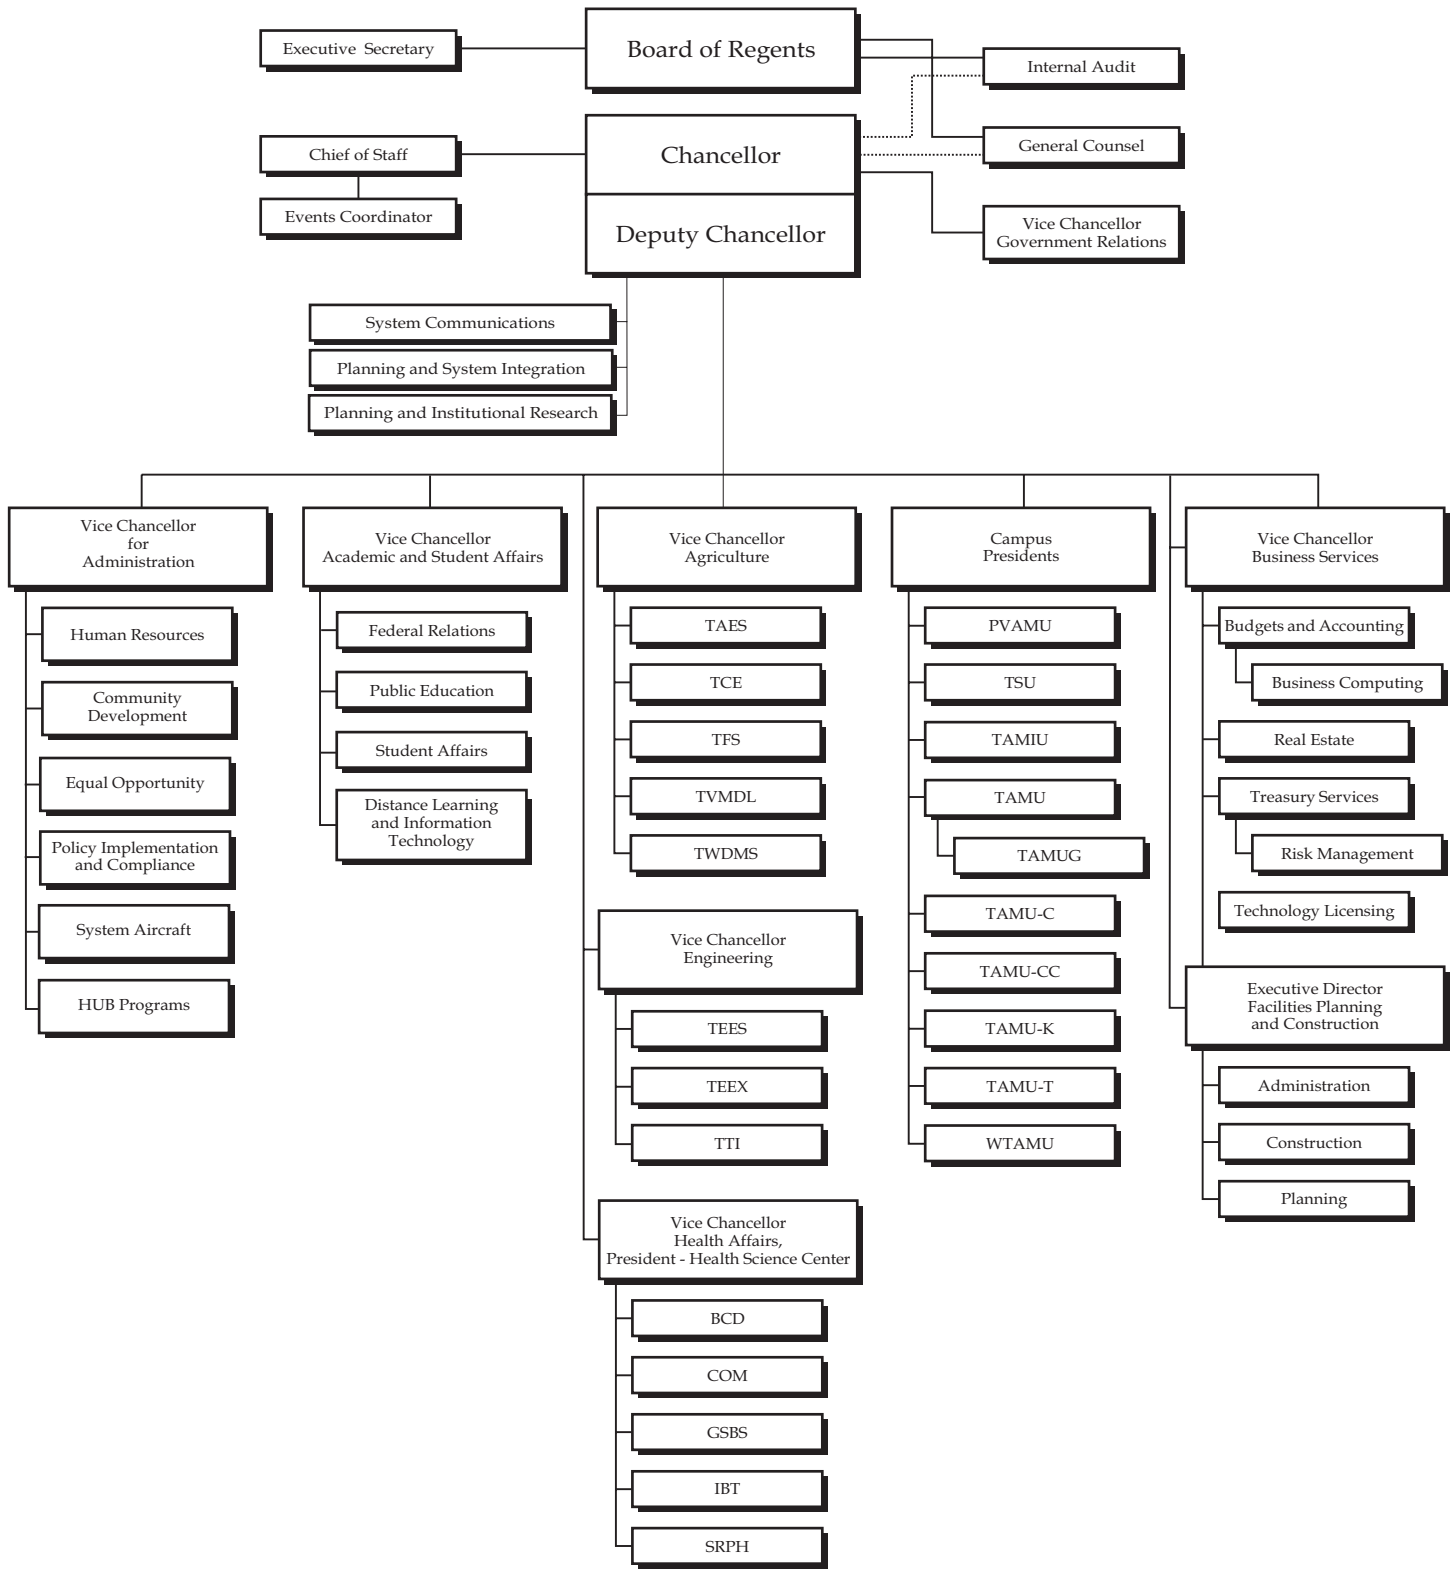 Executive Secretary
Board of Regents
Internal Audit
Chief of Staff
Chancellor
General Counsel
Events Coordinator
Deputy Chancellor
Vice Chancellor
Government Relations
System Communications
Planning and System Integration
Planning and Institutional Research
Vice Chancellor
for
Administration
Human Resources
Community
Development
Equal Opportunity
Policy Implementation
and Compliance
System Aircraft
HUB Programs
Vice Chancellor
Academic and Student Affairs
Federal Relations
Public Education
Student Affairs
Distance Learning
and Information
Technology
Vice Chancellor
Agriculture
TAES
TCE
TFS
TVMDL
TWDMS
Vice Chancellor
Engineering
TEES
TEEX
TTI
Vice Chancellor
Health Affairs,
President - Health Science Center
BCD
COM
GSBS
IBT
SRPH
Campus
Presidents
PVAMU
TSU
TAMIU
TAMU
TAMUG
TAMU-C
TAMU-CC
TAMU-K
TAMU-T
WTAMU
Vice Chancellor
Business Services
Budgets and Accounting
Business Computing
Real Estate
Treasury Services
Risk Management
Technology Licensing
Executive Director
Facilities Planning
and Construction
Administration
Construction
Planning